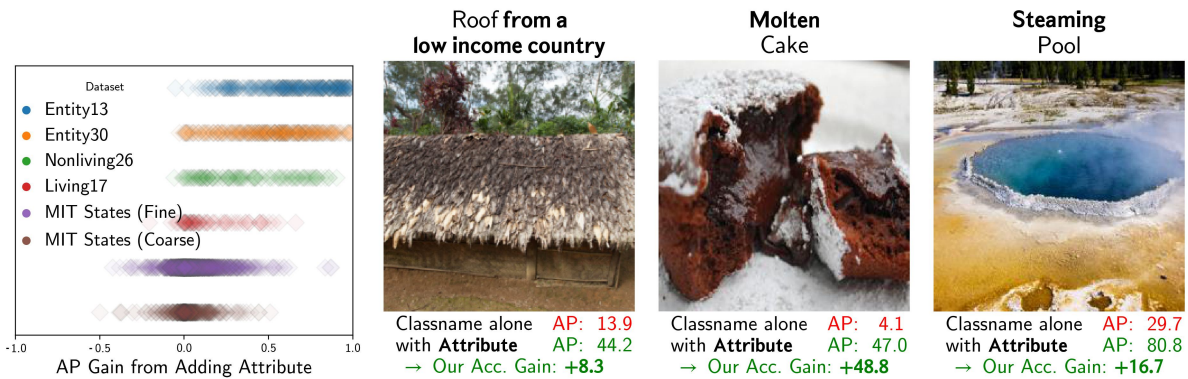 Dataset
Entity13
Entity30
Nonliving26
Living17
MIT States (Fine)
MIT States (Coarse)
-1.0 -0.5 0.0 0.5 1.0
AP Gain from Adding Attribute
Roof from a
low income country
Classname alone AP: 13.9
with Attribute AP: 44.2
→ Our Acc. Gain: +8.3
Molten
Cake
Classname alone AP: 4.1
with Attribute AP: 47.0
→ Our Acc. Gain: +48.8
Steaming
Pool
Classname alone AP: 29.7
with Attribute AP: 80.8
→ Our Acc. Gain: +16.7